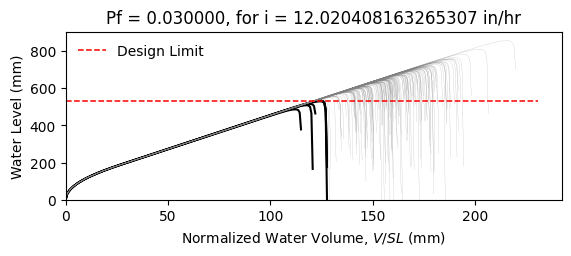 Pf = 0.030000, for i = 12.020408163265307 in/hr
Design Limit
Water Level (mm)
800
600
400
200
0
0 50 100 150 200
Normalized Water Volume, V/SL (mm)